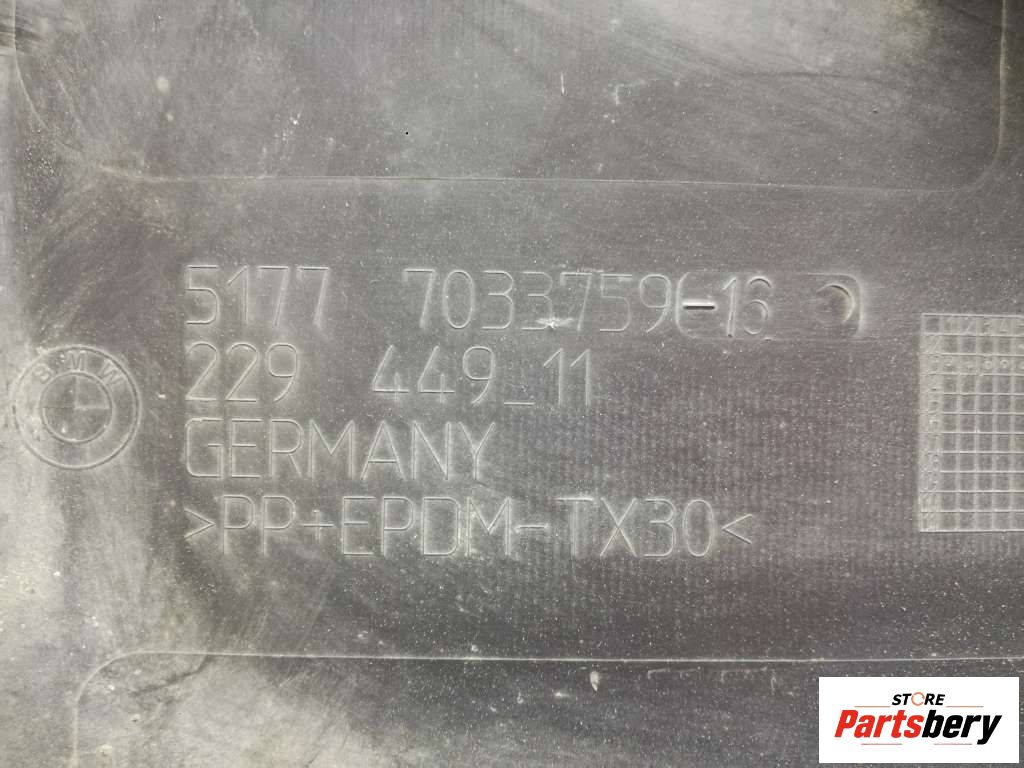 5177 7033759-16
229 449_11
GERMANY
>PP+EPDM-TX30<
BMW
STORE
Partsbery